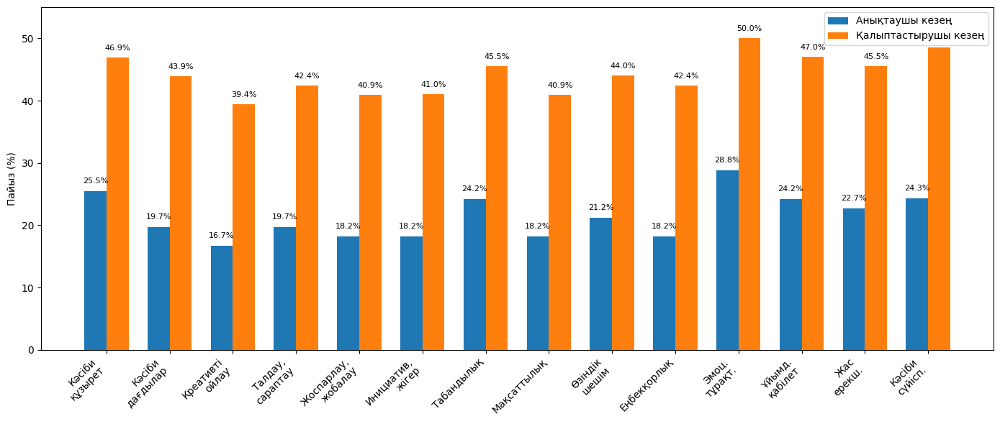 Анықтаушы кезең
Қалыптастырушы кезең
Пайыз (%)
50
40
30
20
10
0
25.5%
46.9%
19.7%
43.9%
16.7%
39.4%
19.7%
42.4%
18.2%
40.9%
18.2%
41.0%
24.2%
45.5%
18.2%
40.9%
21.2%
44.0%
18.2%
42.4%
28.8%
50.0%
24.2%
47.0%
22.7%
45.5%
24.3%
Кәсіби
құзырет
Кәсіби
дағдылар
Креативті
ойлау
Талдау,
сараптау
Жоспарлау,
жобалау
Инициатив,
жігер
Табандылық
Мақсаттылық
Өзіндік
шешім
Еңбекқорлық
Эмоц.
тұрақт.
Ұйымд.
қабілет
Жас
ерекш.
Кәсіби
сүйісп.